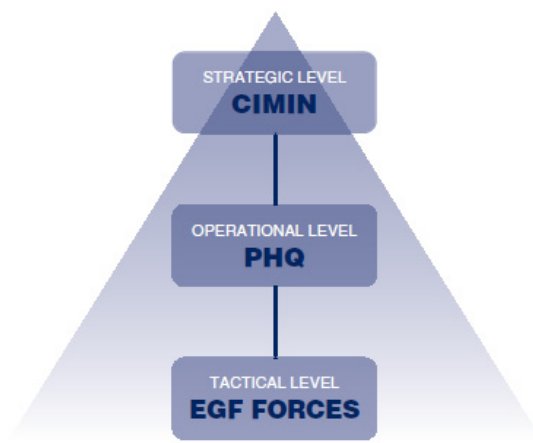 STRATEGIC LEVEL
CIMIN
OPERATIONAL LEVEL
PHQ
TACTICAL LEVEL
EGF FORCES